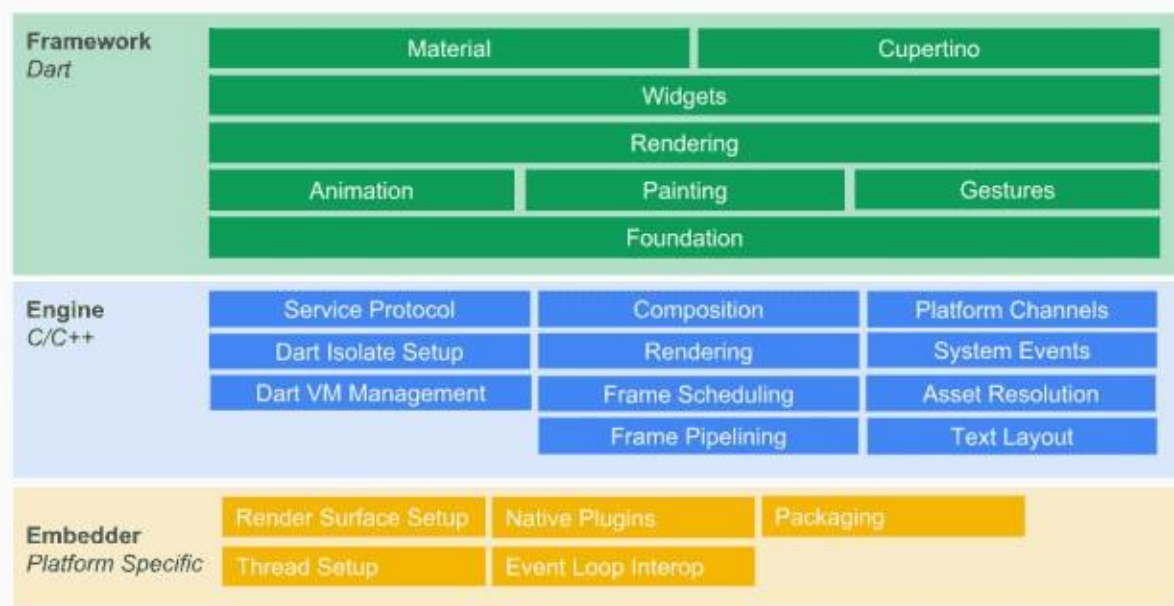 Framework
Dart
Material
Cupertino
Widgets
Rendering
Animation
Painting
Gestures
Foundation
Engine
C/C++
Service Protocol
Composition
Platform Channels
Dart Isolate Setup
Rendering
System Events
Dart VM Management
Frame Scheduling
Asset Resolution
Frame Pipelining
Text Layout
Embedder
Platform Specific
Render Surface Setup
Native Plugins
Packaging
Thread Setup
Event Loop Interop